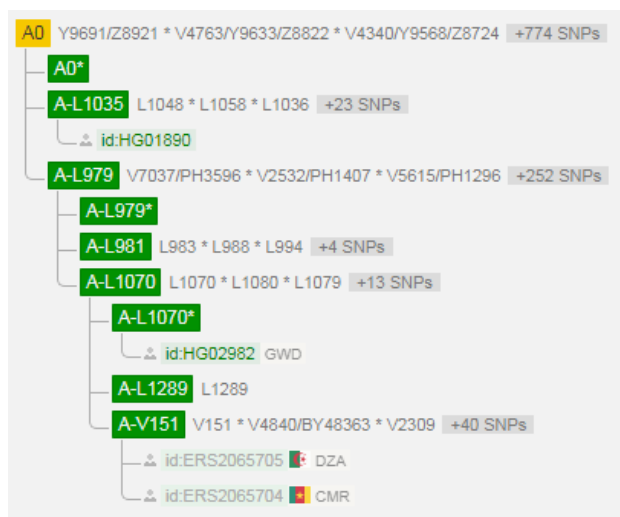 A0 Y9691/Z8921 * V4763/Y9633/Z8822 * V4340/Y9568/Z8724 +774 SNPs
A0*
A-L1035 L1048 * L1058 * L1036 +23 SNPs
id:HG01890
A-L979 V7037/PH3596 * V2532/PH1407 * V5615/PH1296 +252 SNPs
A-L979*
A-L981 L983 * L988 * L994 +4 SNPs
A-L1070 L1070 * L1080 * L1079 +13 SNPs
A-L1070*
id:HG02982 GWD
A-L1289 L1289
A-V151 V151 * V4840/BY48363 * V2309 +40 SNPs
id:ERS2065705 DZA
id:ERS2065704 CMR